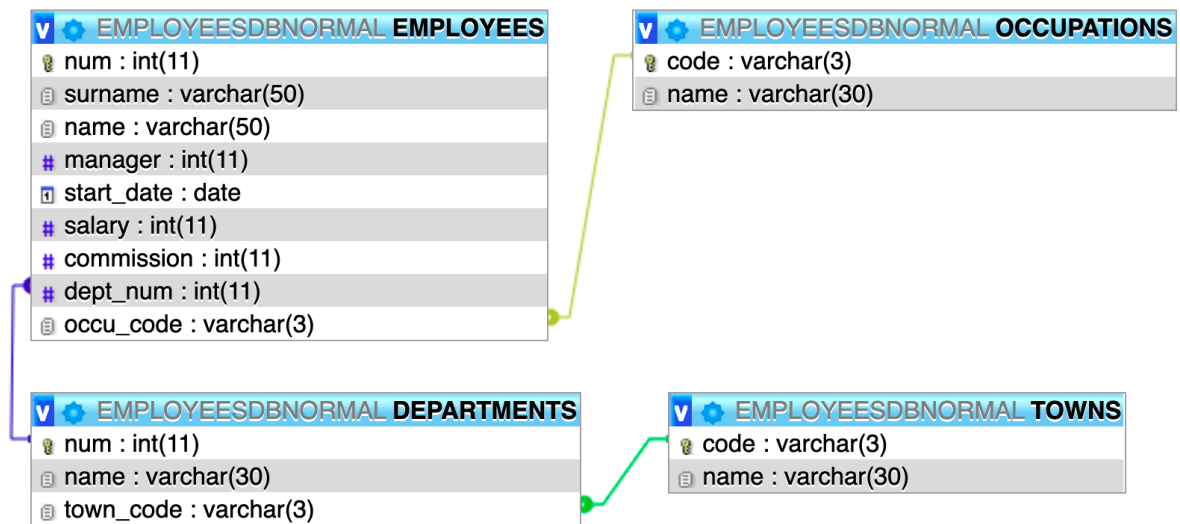 EMPLOYEESDBNORMAL EMPLOYEES
num : int(11)
surname : varchar(50)
name : varchar(50)
manager : int(11)
start_date : date
salary : int(11)
commission : int(11)
dept_num : int(11)
occu_code : varchar(3)
EMPLOYEESDBNORMAL OCCUPATIONS
code : varchar(3)
name : varchar(30)
EMPLOYEESDBNORMAL DEPARTMENTS
num : int(11)
name : varchar(30)
town_code : varchar(3)
EMPLOYEESDBNORMAL TOWNS
code : varchar(3)
name : varchar(30)